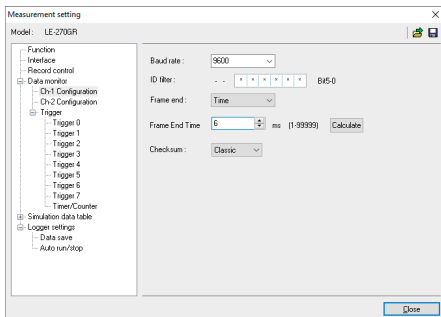 Measurement setting
Model : LE-270GR
Function
Interface
Record control
Data monitor
Ch-1 Configuration
Ch-2 Configuration
Trigger
Trigger 0
Trigger 1
Trigger 2
Trigger 3
Trigger 4
Trigger 5
Trigger 6
Trigger 7
Timer/Counter
Simulation data table
Logger settings
Data save
Auto run/stop
Baud rate : 9600
ID filter : - - * * * * * * Bit5-0
Frame end : Time
Frame End Time 6 ms (1-99999) Calculate
Checksum : Classic
Close